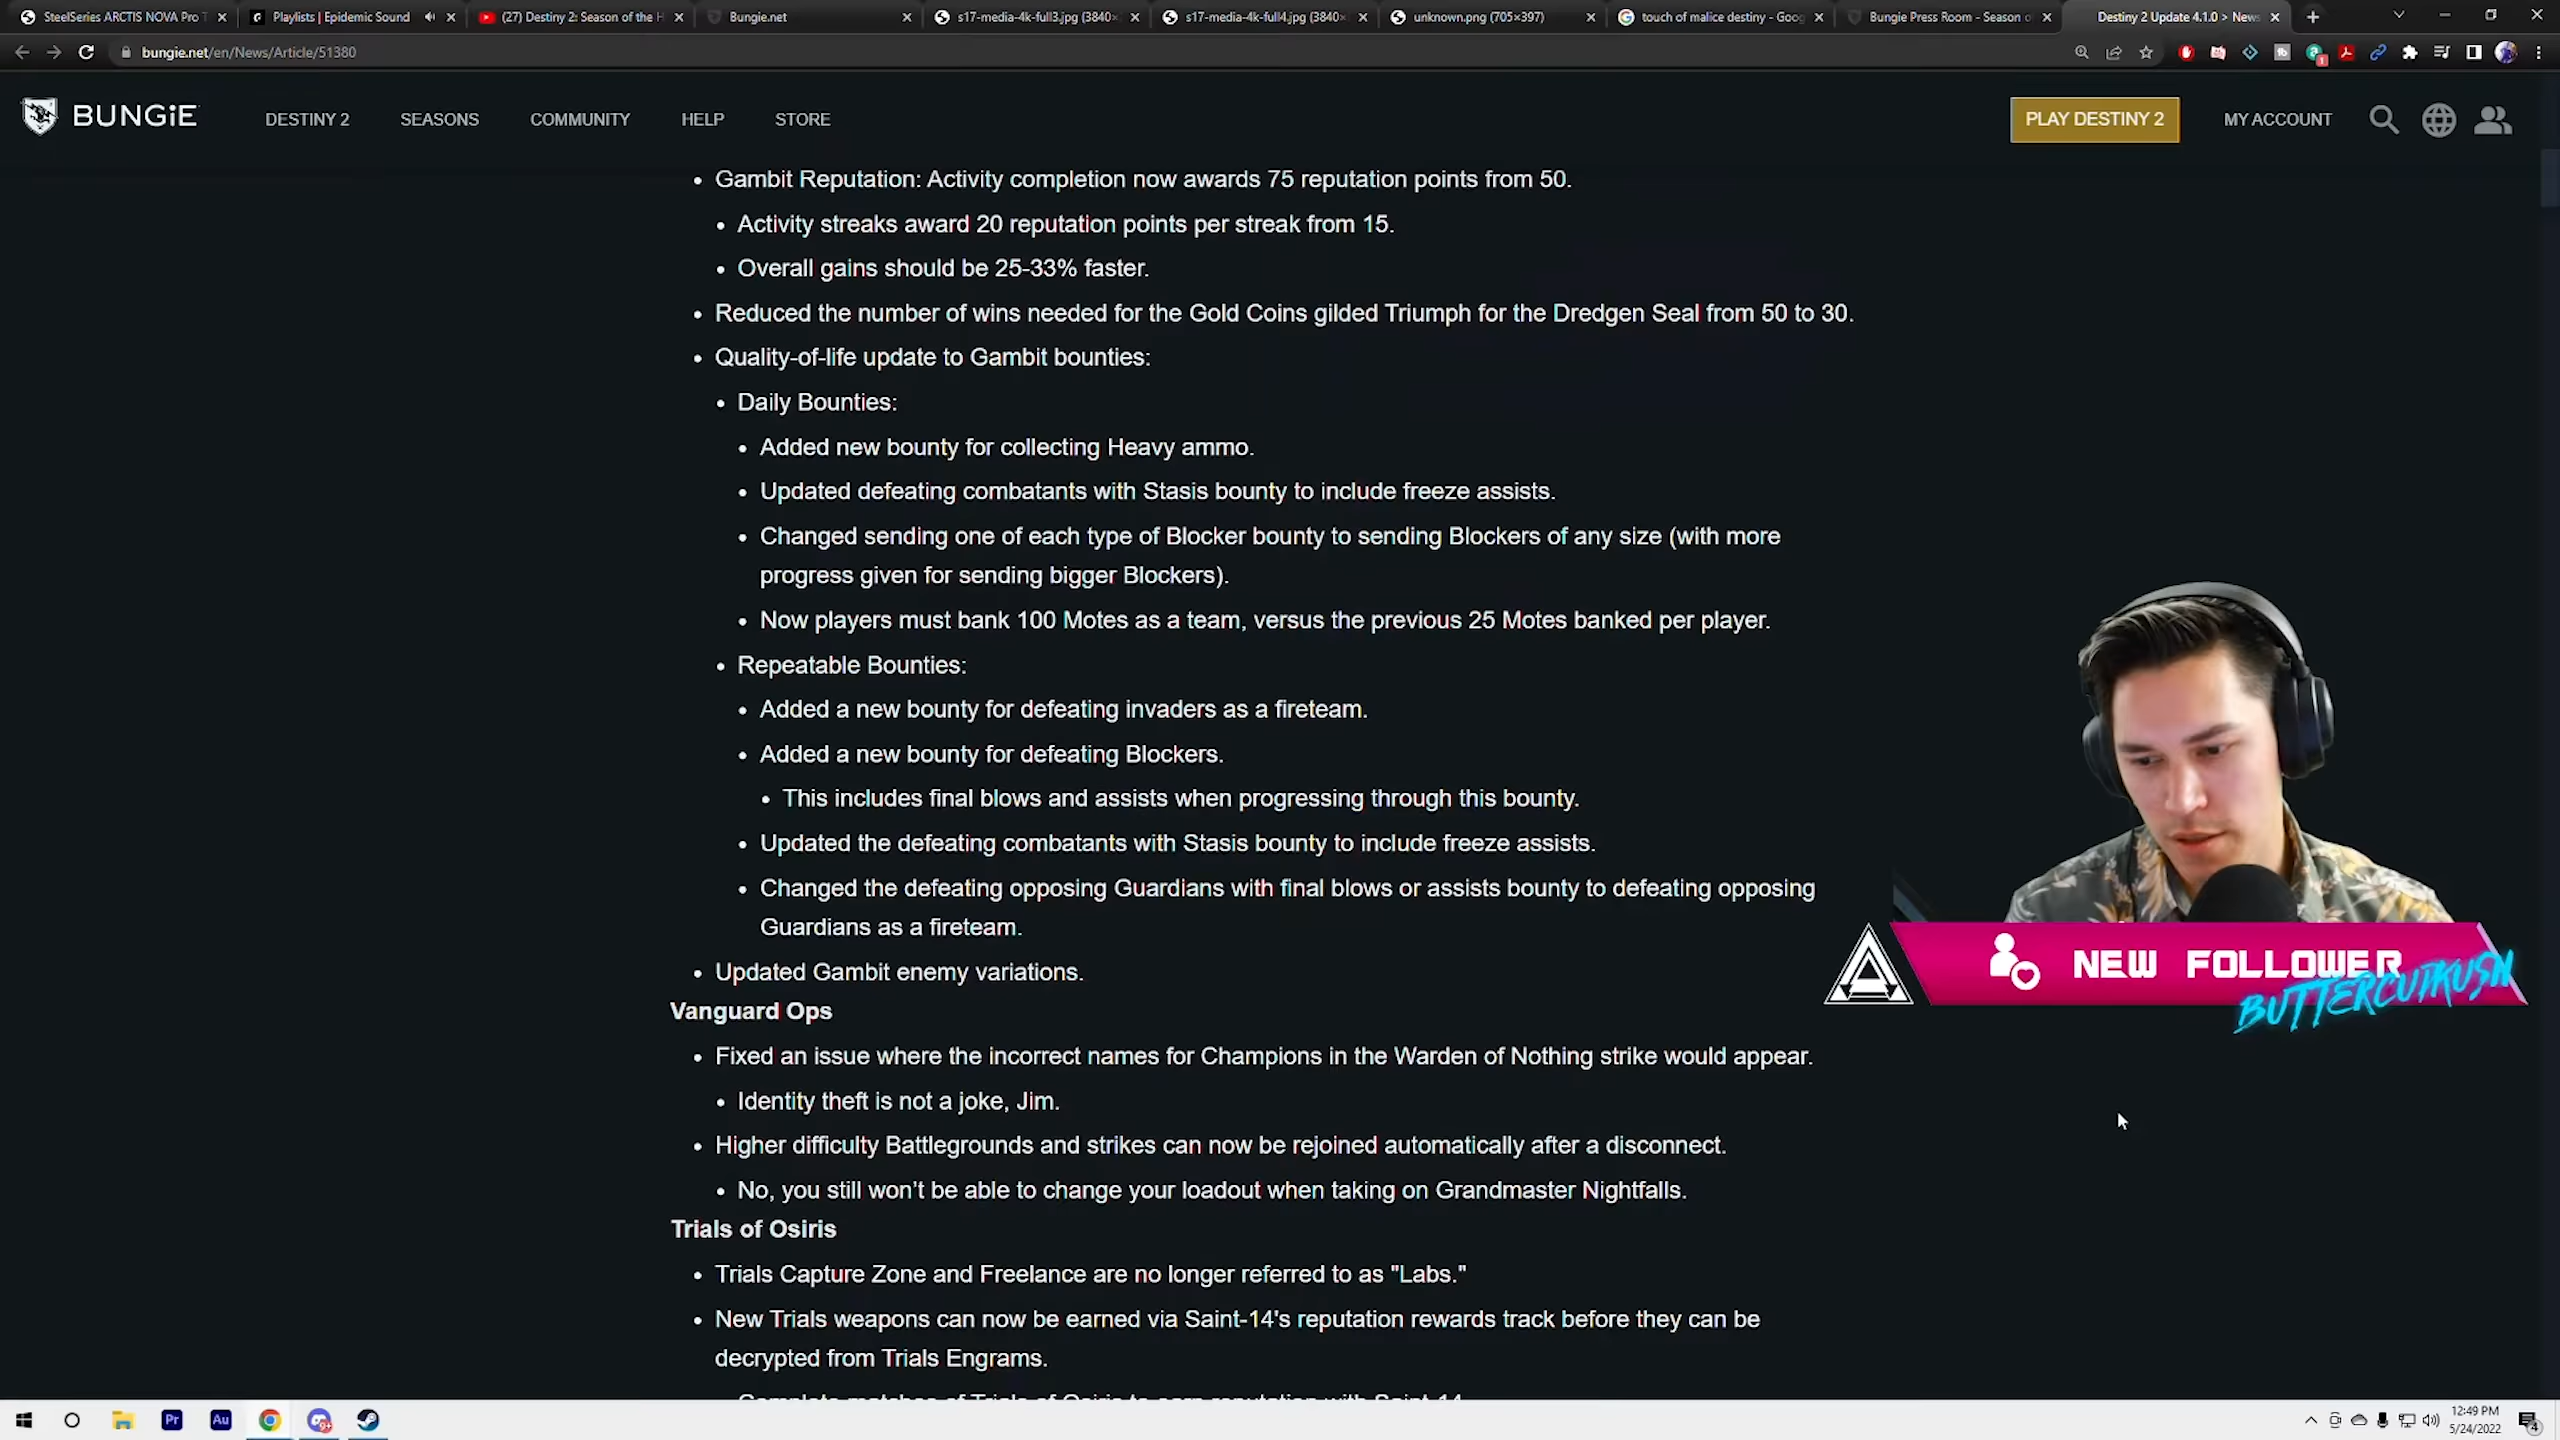 SteelSeries ARCTIS NOVA Pro T
Playlists | Epidemic Sound
(27) Destiny 2: Season of the H
Bungie.net
s17-media-4k-full3.jpg (3840×
s17-media-4k-full4.jpg (3840×
unknown.png (705×397)
touch of malice destiny - Goog
Bungie Press Room - Season o
Destiny 2 Update 4.1.0 > News
bungie.net/en/News/Article/51380
BUNGiE
DESTINY 2
SEASONS
COMMUNITY
HELP
STORE
PLAY DESTINY 2
MY ACCOUNT
• Gambit Reputation: Activity completion now awards 75 reputation points from 50.
• Activity streaks award 20 reputation points per streak from 15.
• Overall gains should be 25-33% faster.
• Reduced the number of wins needed for the Gold Coins gilded Triumph for the Dredgen Seal from 50 to 30.
• Quality-of-life update to Gambit bounties:
• Daily Bounties:
• Added new bounty for collecting Heavy ammo.
• Updated defeating combatants with Stasis bounty to include freeze assists.
• Changed sending one of each type of Blocker bounty to sending Blockers of any size (with more
progress given for sending bigger Blockers).
• Now players must bank 100 Motes as a team, versus the previous 25 Motes banked per player.
• Repeatable Bounties:
• Added a new bounty for defeating invaders as a fireteam.
• Added a new bounty for defeating Blockers.
• This includes final blows and assists when progressing through this bounty.
• Updated the defeating combatants with Stasis bounty to include freeze assists.
• Changed the defeating opposing Guardians with final blows or assists bounty to defeating opposing
Guardians as a fireteam.
• Updated Gambit enemy variations.
NEW FOLLOWER
BUTTERCUPKUSH
Vanguard Ops
• Fixed an issue where the incorrect names for Champions in the Warden of Nothing strike would appear.
• Identity theft is not a joke, Jim.
• Higher difficulty Battlegrounds and strikes can now be rejoined automatically after a disconnect.
• No, you still won't be able to change your loadout when taking on Grandmaster Nightfalls.
Trials of Osiris
• Trials Capture Zone and Freelance are no longer referred to as "Labs."
• New Trials weapons can now be earned via Saint-14's reputation rewards track before they can be
decrypted from Trials Engrams.
Complete matches of Trials of Osiris to earn reputation with Saint-14
Pr
Au
12:49 PM
5/24/2022